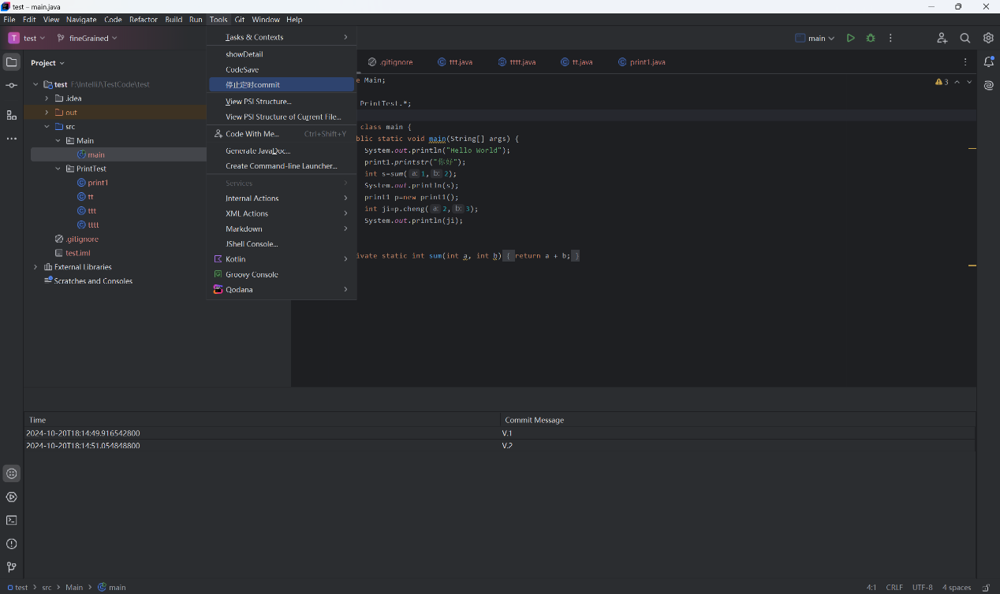 test – main.java
File Edit View Navigate Code Refactor Build Run Tools Git Window Help
T test fineGrained main
Project
.gitignore ttt.java tttt.java tt.java print1.java
test F:\IntelliJ\TestCode\test
.idea
out
src
Main
main
PrintTest
print1
tt
ttt
tttt
.gitignore
test.iml
External Libraries
Scratches and Consoles
Tasks & Contexts
showDetail
CodeSave
停止定时commit
View PSI Structure...
View PSI Structure of Current File...
Code With Me... Ctrl+Shift+Y
Generate JavaDoc...
Create Command-line Launcher...
Services
Internal Actions
XML Actions
Markdown
JShell Console...
Kotlin
Groovy Console
Qodana
e Main;
3
PrintTest.*;
class main {
blic static void main(String[] args) {
System.out.println("Hello World");
print1.printstr("你好");
int s=sum( a: 1, b: 2);
System.out.println(s);
print1 p=new print1();
int ji=p.cheng( a: 2, b: 3);
System.out.println(ji);
ivate static int sum(int a, int b) { return a + b; }
Time Commit Message
2024-10-20T18:14:49.916542800 V.1
2024-10-20T18:14:51.054848800 V.2
test > src > Main > main 4:1 CRLF UTF-8 4 spaces